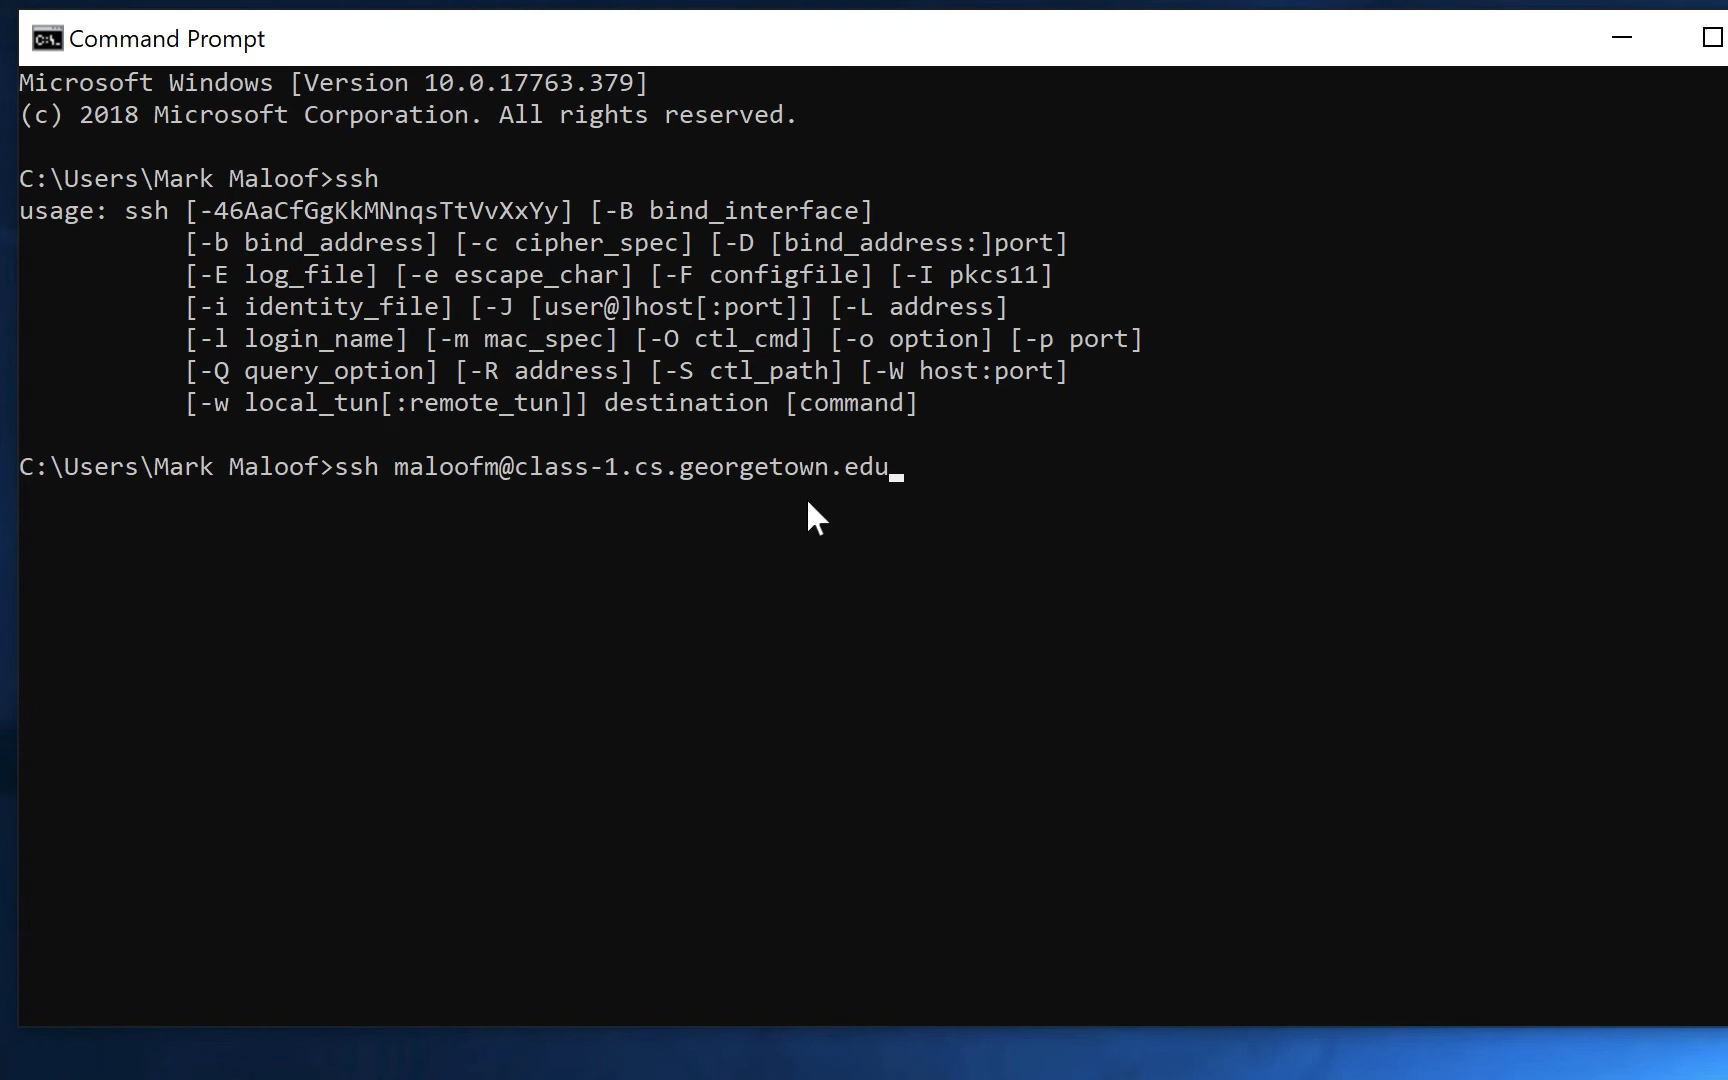 C:\. Command Prompt
Microsoft Windows [Version 10.0.17763.379]
(c) 2018 Microsoft Corporation. All rights reserved.
C:\Users\Mark Maloof>ssh
usage: ssh [-46AaCfGgKkMNnqsTtVvXxYy] [-B bind_interface]
[-b bind_address] [-c cipher_spec] [-D [bind_address:]port]
[-E log_file] [-e escape_char] [-F configfile] [-I pkcs11]
[-i identity_file] [-J [user@]host[:port]] [-L address]
[-l login_name] [-m mac_spec] [-O ctl_cmd] [-o option] [-p port]
[-Q query_option] [-R address] [-S ctl_path] [-W host:port]
[-w local_tun[:remote_tun]] destination [command]
C:\Users\Mark Maloof>ssh maloofm@class-1.cs.georgetown.edu